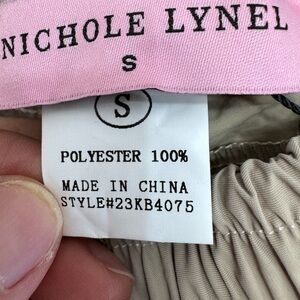 NICHOLE LYNEL
S
S
POLYESTER 100%
MADE IN CHINA
STYLE#23KB4075